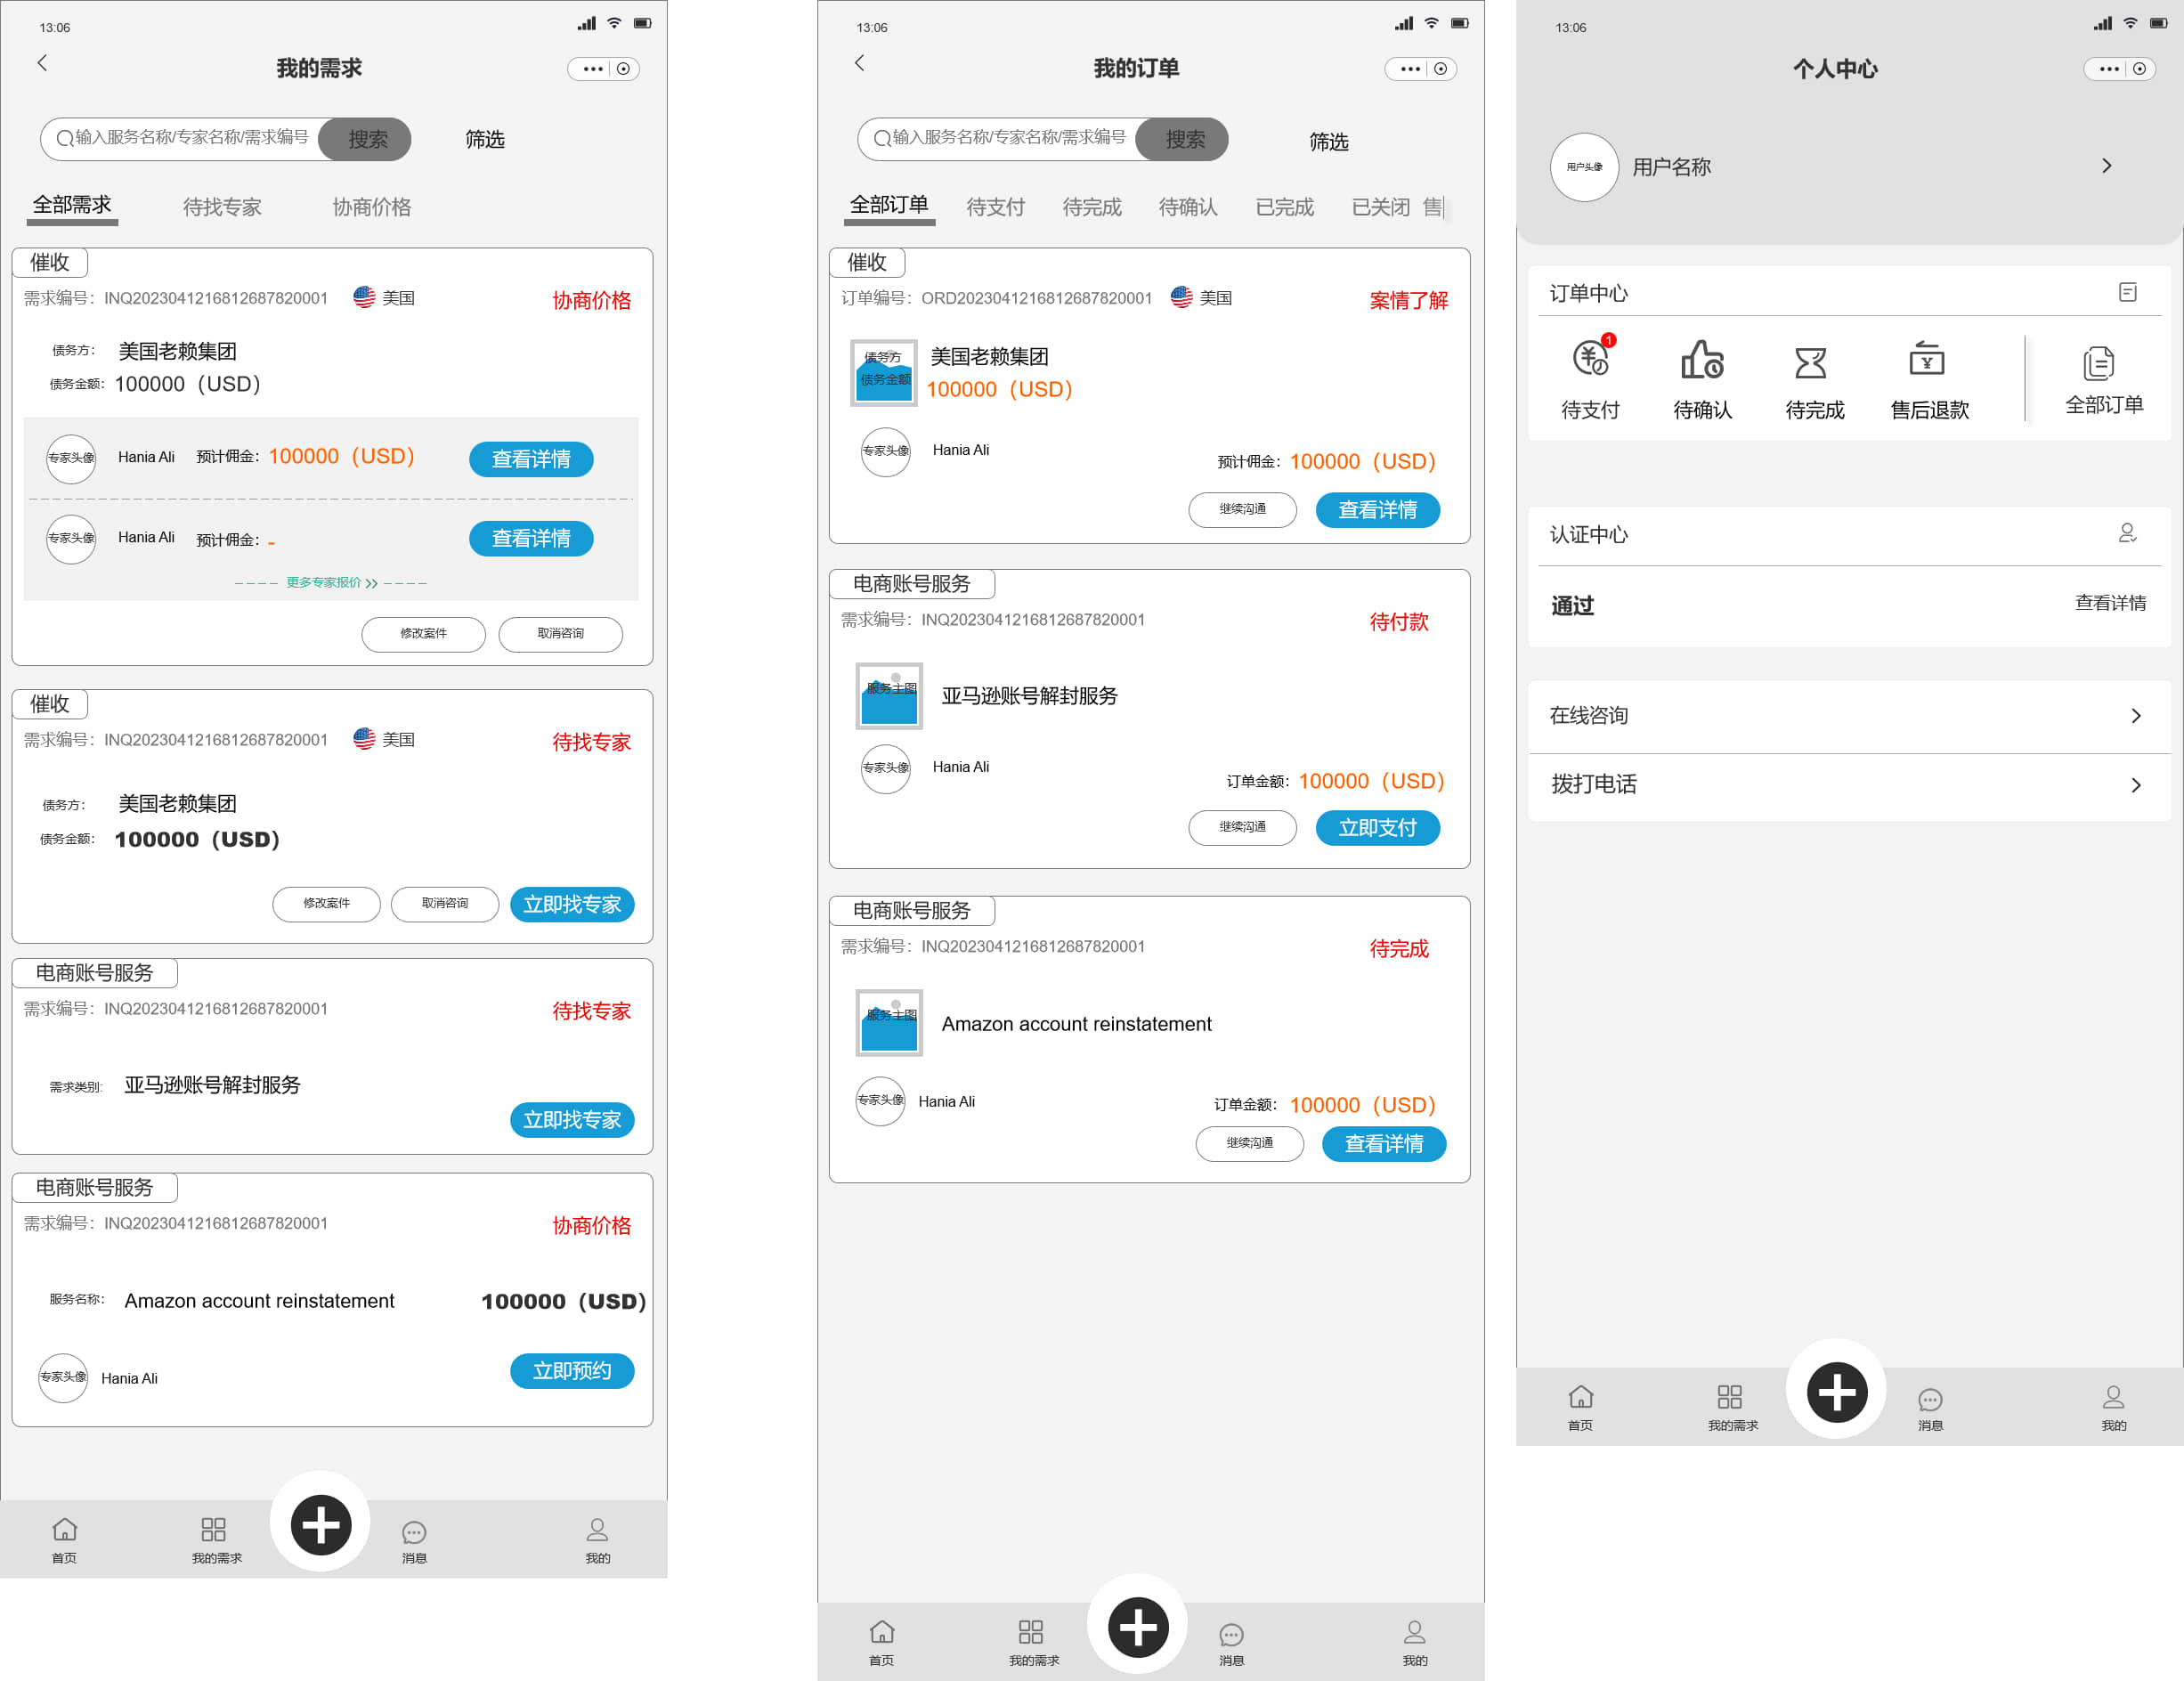 13:06
我的需求
输入服务名称/专家名称/需求编号
搜索
筛选
全部需求
待找专家
协商价格
催收
需求编号：INQ2023041216812687820001
美国
协商价格
债务方：
美国老赖集团
债务金额：
100000（USD）
专家头像
Hania Ali
预计佣金：
100000（USD）
查看详情
专家头像
Hania Ali
预计佣金：
-
查看详情
更多专家报价
修改案件
取消咨询
催收
需求编号：INQ2023041216812687820001
美国
待找专家
债务方：
美国老赖集团
债务金额：
100000（USD）
修改案件
取消咨询
立即找专家
电商账号服务
需求编号：INQ2023041216812687820001
待找专家
需求类别:
亚马逊账号解封服务
立即找专家
电商账号服务
需求编号：INQ2023041216812687820001
协商价格
服务名称：
Amazon account reinstatement
100000（USD）
专家头像
Hania Ali
立即预约
首页
我的需求
消息
我的
13:06
我的订单
输入服务名称/专家名称/需求编号
搜索
筛选
全部订单
待支付
待完成
待确认
已完成
已关闭
售
催收
订单编号：ORD2023041216812687820001
美国
案情了解
债务方
债务金额
美国老赖集团
100000（USD）
专家头像
Hania Ali
预计佣金：
100000（USD）
继续沟通
查看详情
电商账号服务
需求编号：INQ2023041216812687820001
待付款
服务主图
亚马逊账号解封服务
专家头像
Hania Ali
订单金额：
100000（USD）
继续沟通
立即支付
电商账号服务
需求编号：INQ2023041216812687820001
待完成
服务主图
Amazon account reinstatement
专家头像
Hania Ali
订单金额：
100000（USD）
继续沟通
查看详情
首页
我的需求
消息
我的
13:06
个人中心
用户头像
用户名称
订单中心
1
待支付
待确认
待完成
售后退款
全部订单
认证中心
通过
查看详情
在线咨询
拨打电话
首页
我的需求
消息
我的